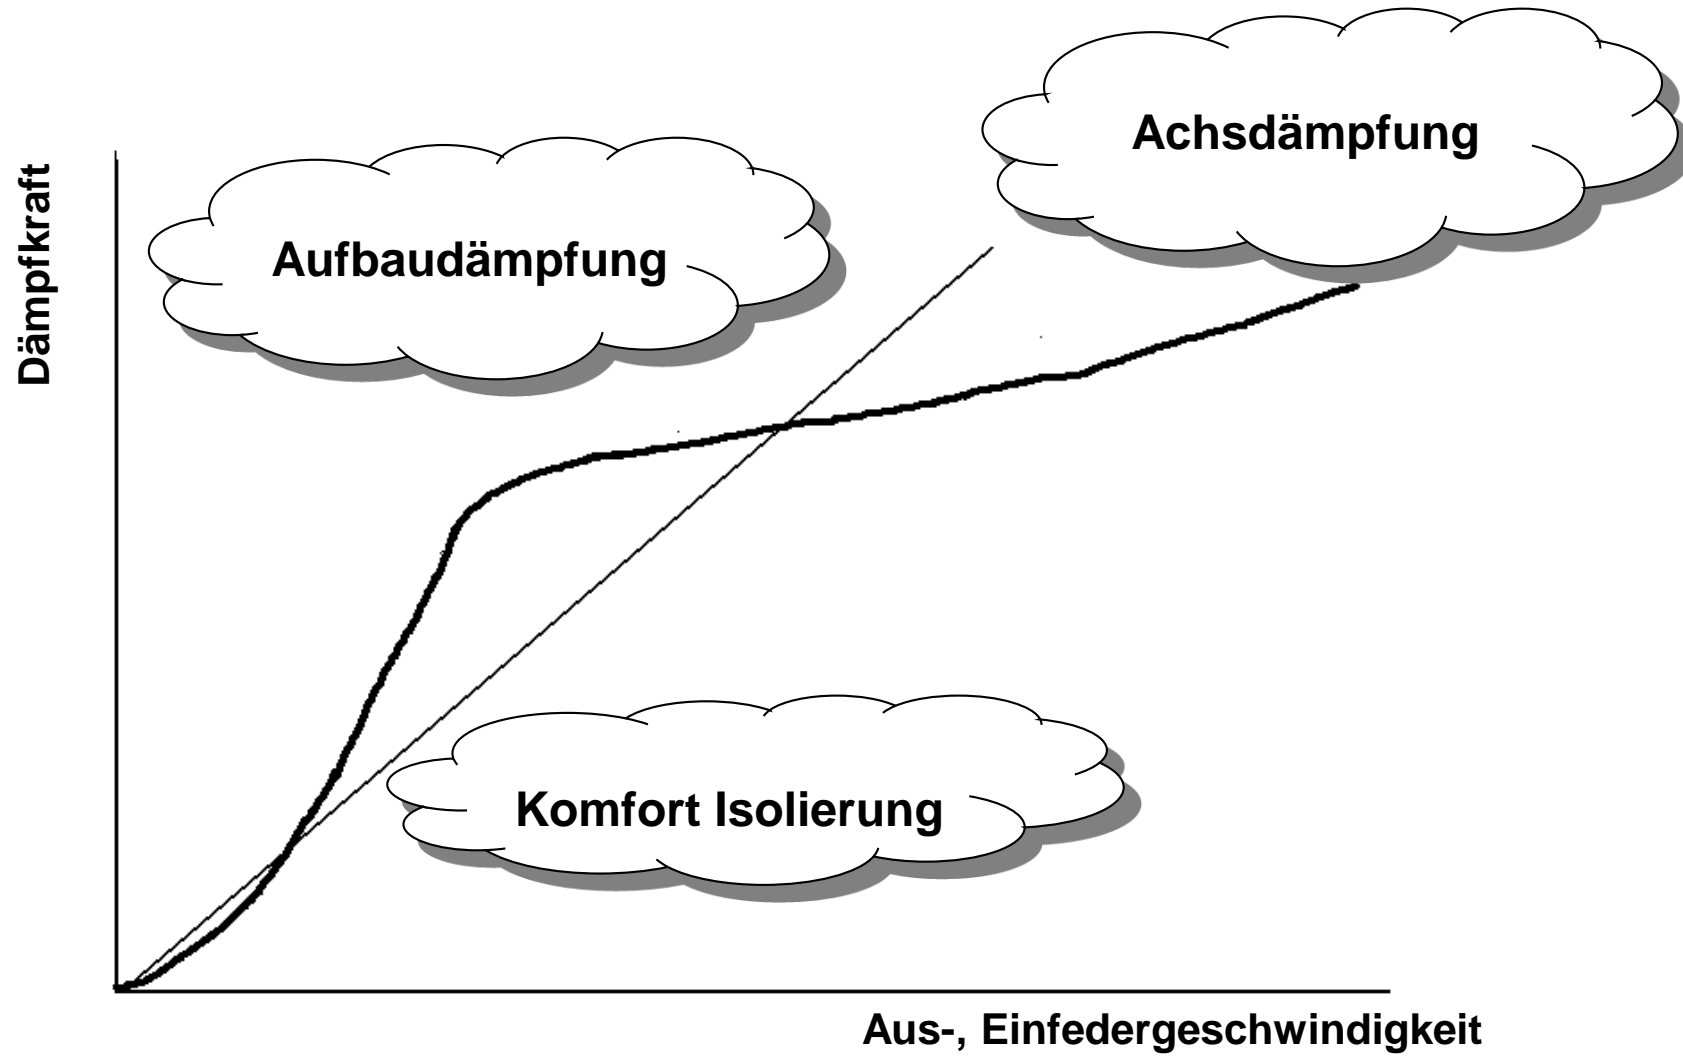 Achsdämpfung
Aufbaudämpfung
Dämpfkraft
Komfort Isolierung
Aus-, Einfedergeschwindigkeit